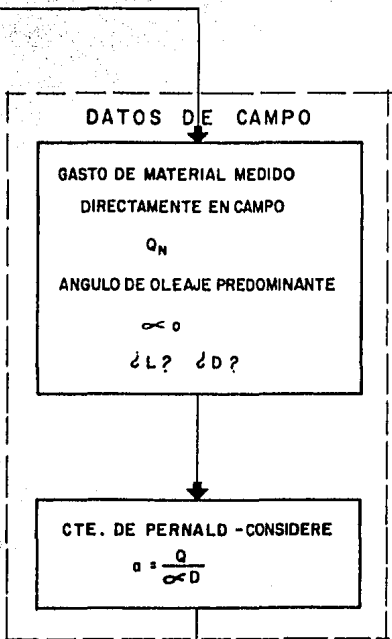 DATOS DE CAMPO
GASTO DE MATERIAL MEDIDO
DIRECTAMENTE EN CAMPO
Q_N
ANGULO DE OLEAJE PREDOMINANTE
∝ o
¿L? ¿D?
CTE. DE PERNALD - CONSIDERE
a = Q / ∝D